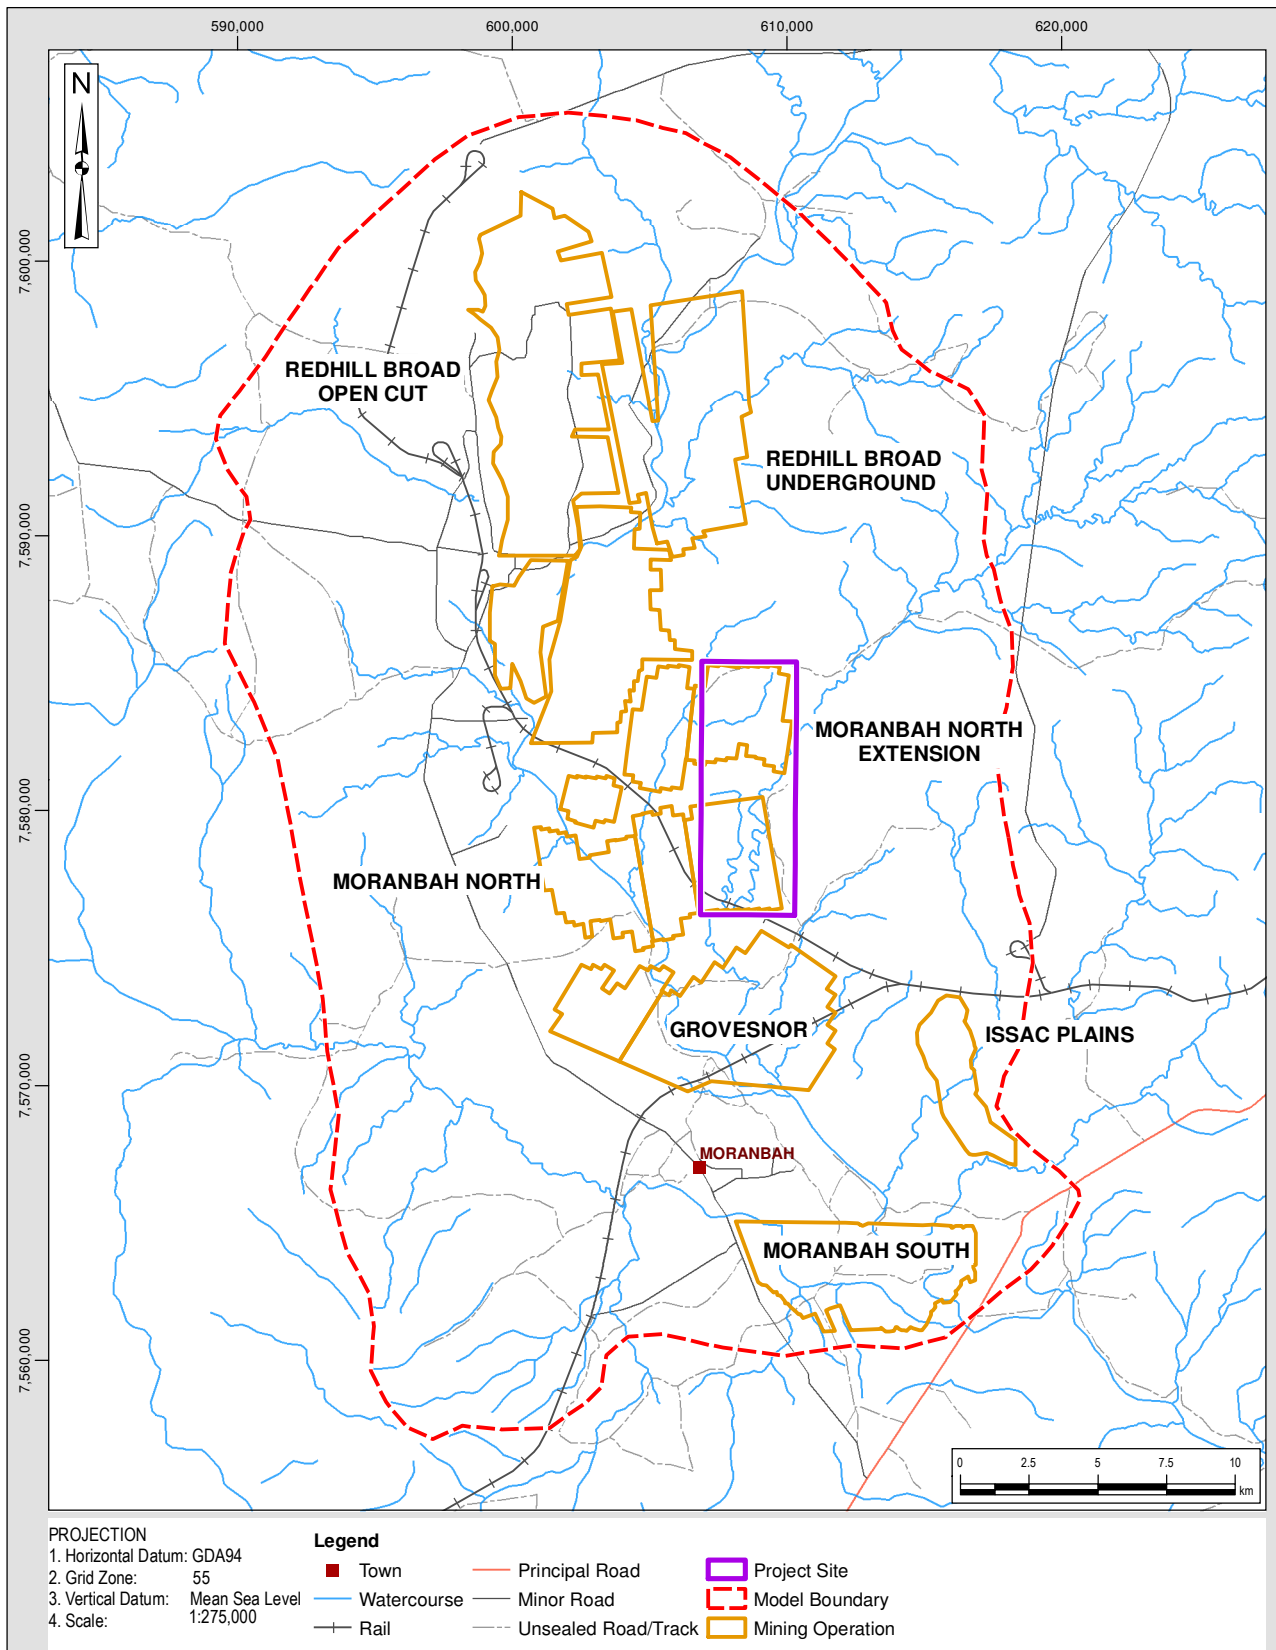 590,000
600,000
610,000
620,000
N
7,600,000
7,590,000
7,580,000
7,570,000
7,560,000
REDHILL BROAD
OPEN CUT
REDHILL BROAD
UNDERGROUND
MORANBAH NORTH
EXTENSION
MORANBAH NORTH
GROVESNOR
ISSAC PLAINS
MORANBAH
MORANBAH SOUTH
0 2.5 5 7.5 10
km
PROJECTION
1. Horizontal Datum: GDA94
2. Grid Zone: 55
3. Vertical Datum: Mean Sea Level
4. Scale: 1:275,000
Legend
Town
Watercourse
Rail
Principal Road
Minor Road
Unsealed Road/Track
Project Site
Model Boundary
Mining Operation